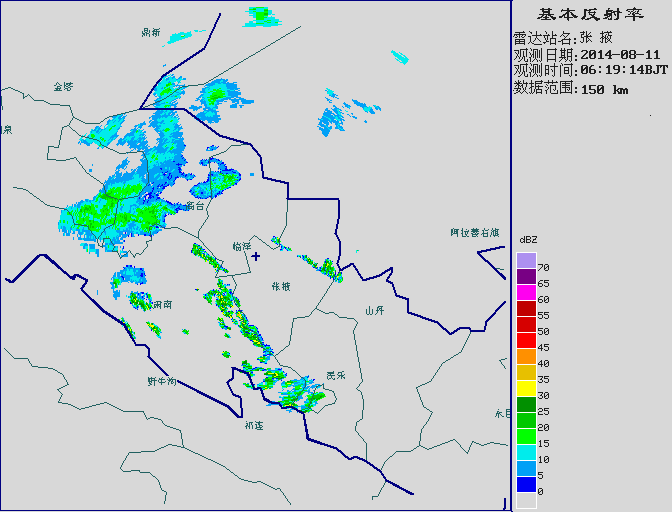 基本反射率
雷达站名:张 掖
观测日期:2014-08-11
观测时间:06:19:14BJT
数据范围:150 km
鼎新
金塔
泉
高台
临泽
阿拉善右旗
张掖
肃南
山丹
野牛沟
民乐
祁连
永昌
dBZ
70
65
60
55
50
45
40
35
30
25
20
15
10
5
0